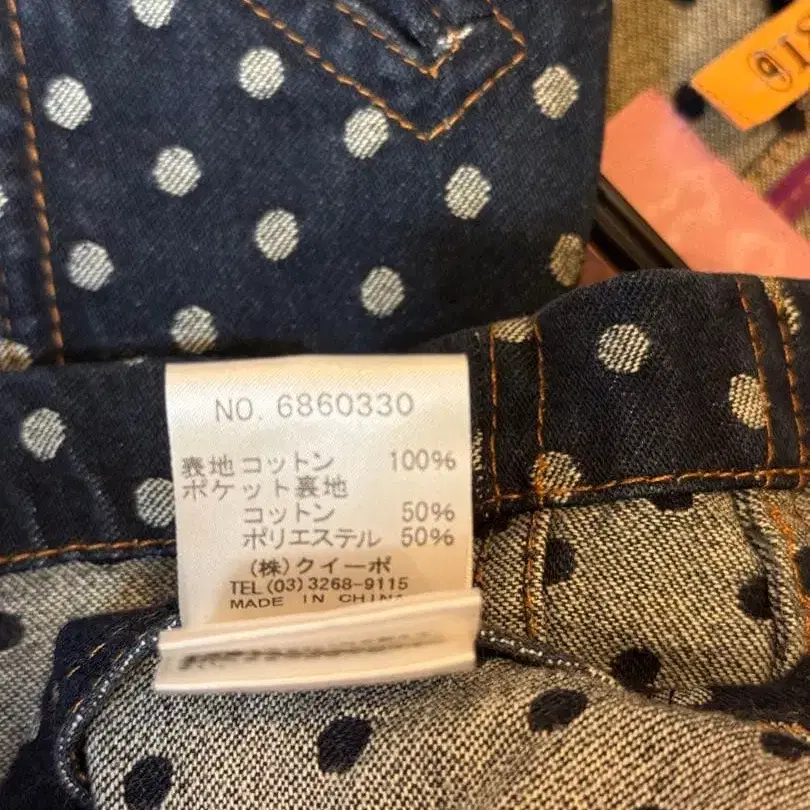 NO. 6860330
表地 コットン 100%
ポケット裏地
コットン 50%
ポリエステル 50%
(株)クイーポ
TEL(03)3268-9115
MADE IN CHINA